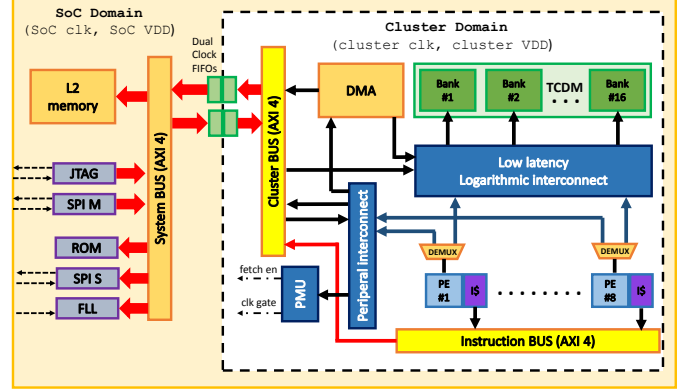 SoC Domain
(SoC clk, SoC VDD)
Dual
Clock
FIFOs
Cluster Domain
(cluster clk, cluster VDD)
L2
memory
System BUS (AXI 4)
JTAG
SPI M
ROM
SPI S
FLL
Cluster BUS (AXI 4)
DMA
Bank
#1
Bank
#2
TCDM
. . .
Bank
#16
Low latency
Logarithmic interconnect
Periperal interconnect
DEMUX
DEMUX
fetch en
clk gate
PMU
PE
#1
I$
. . . . . . . . .
PE
#8
I$
Instruction BUS (AXI 4)